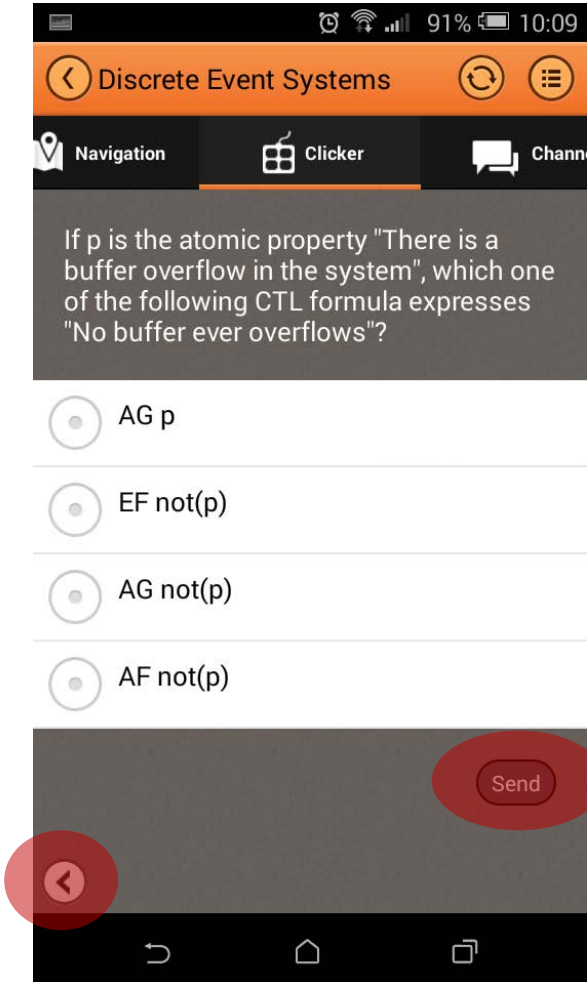 91% 10:09
Discrete Event Systems
Navigation Clicker Channe
If p is the atomic property "There is a
buffer overflow in the system", which one
of the following CTL formula expresses
"No buffer ever overflows"?
AG p
EF not(p)
AG not(p)
AF not(p)
Send